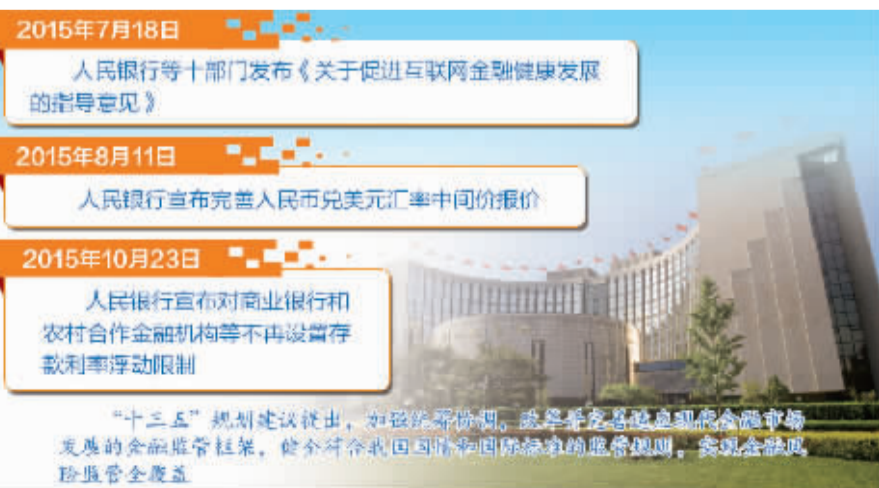 2015年7月18日
人民银行等十部门发布《关于促进互联网金融健康发展
的指导意见》
2015年8月11日
人民银行宣布完善人民币兑美元汇率中间价报价
2015年10月23日
人民银行宣布对商业银行和
农村合作金融机构等不再设置存
款利率浮动限制
“十三五”规划建议提出，加强统筹协调，改革并完善适应现代金融市场
发展的金融监管框架，健全符合我国国情和国际标准的监管规则，实现金融风
险监管全覆盖